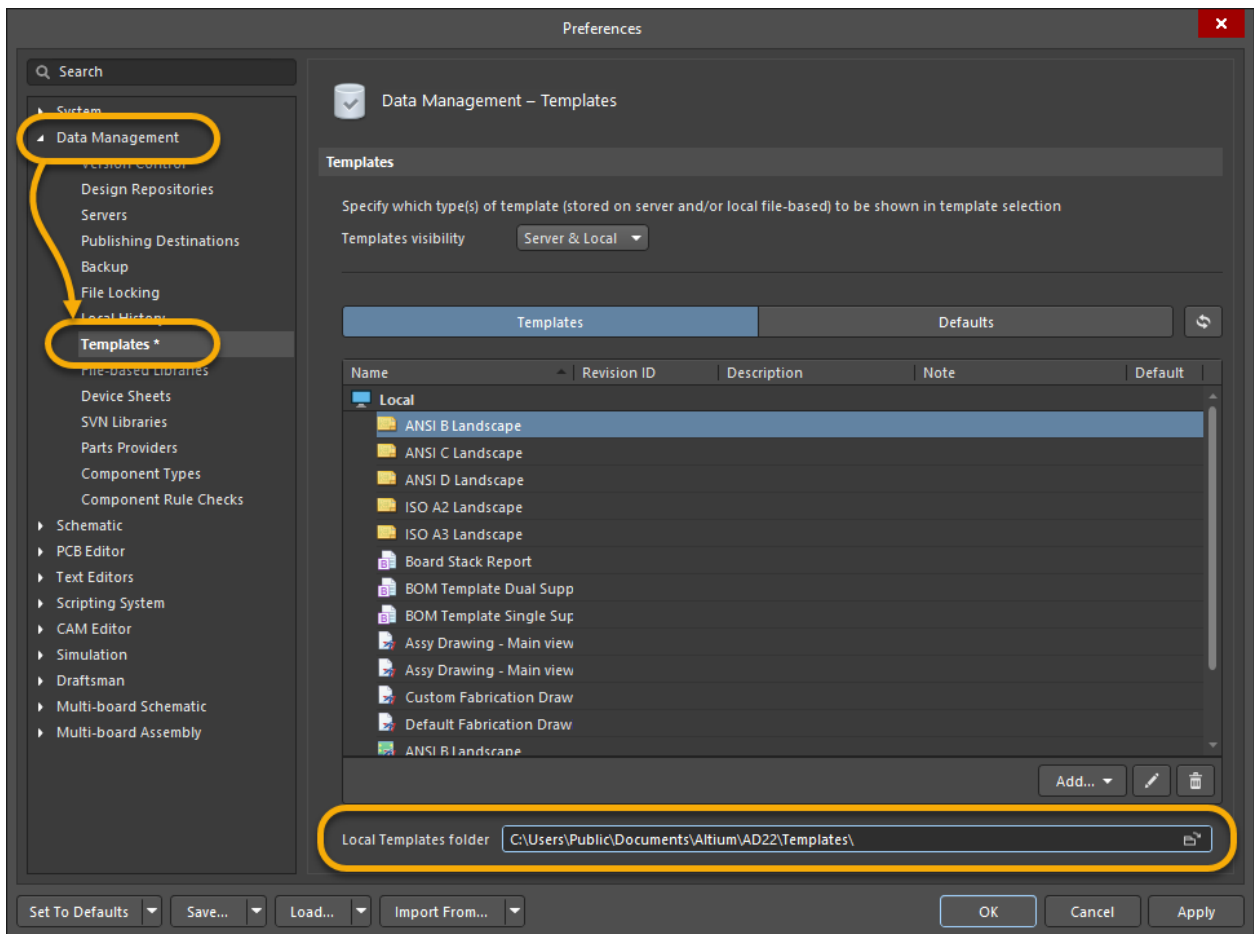 Preferences
Search
System
Data Management
Version Control
Design Repositories
Servers
Publishing Destinations
Backup
File Locking
Local History
Templates *
File-based Libraries
Device Sheets
SVN Libraries
Parts Providers
Component Types
Component Rule Checks
Schematic
PCB Editor
Text Editors
Scripting System
CAM Editor
Simulation
Draftsman
Multi-board Schematic
Multi-board Assembly
Data Management – Templates
Templates
Specify which type(s) of template (stored on server and/or local file-based) to be shown in template selection
Templates visibility Server & Local
Templates Defaults
Name Revision ID Description Note Default
Local
ANSI B Landscape
ANSI C Landscape
ANSI D Landscape
ISO A2 Landscape
ISO A3 Landscape
Board Stack Report
BOM Template Dual Supp
BOM Template Single Sup
Assy Drawing - Main view
Assy Drawing - Main view
Custom Fabrication Draw
Default Fabrication Draw
ANSI B Landscape
Add...
Local Templates folder C:\Users\Public\Documents\Altium\AD22\Templates\
Set To Defaults Save... Load... Import From... OK Cancel Apply